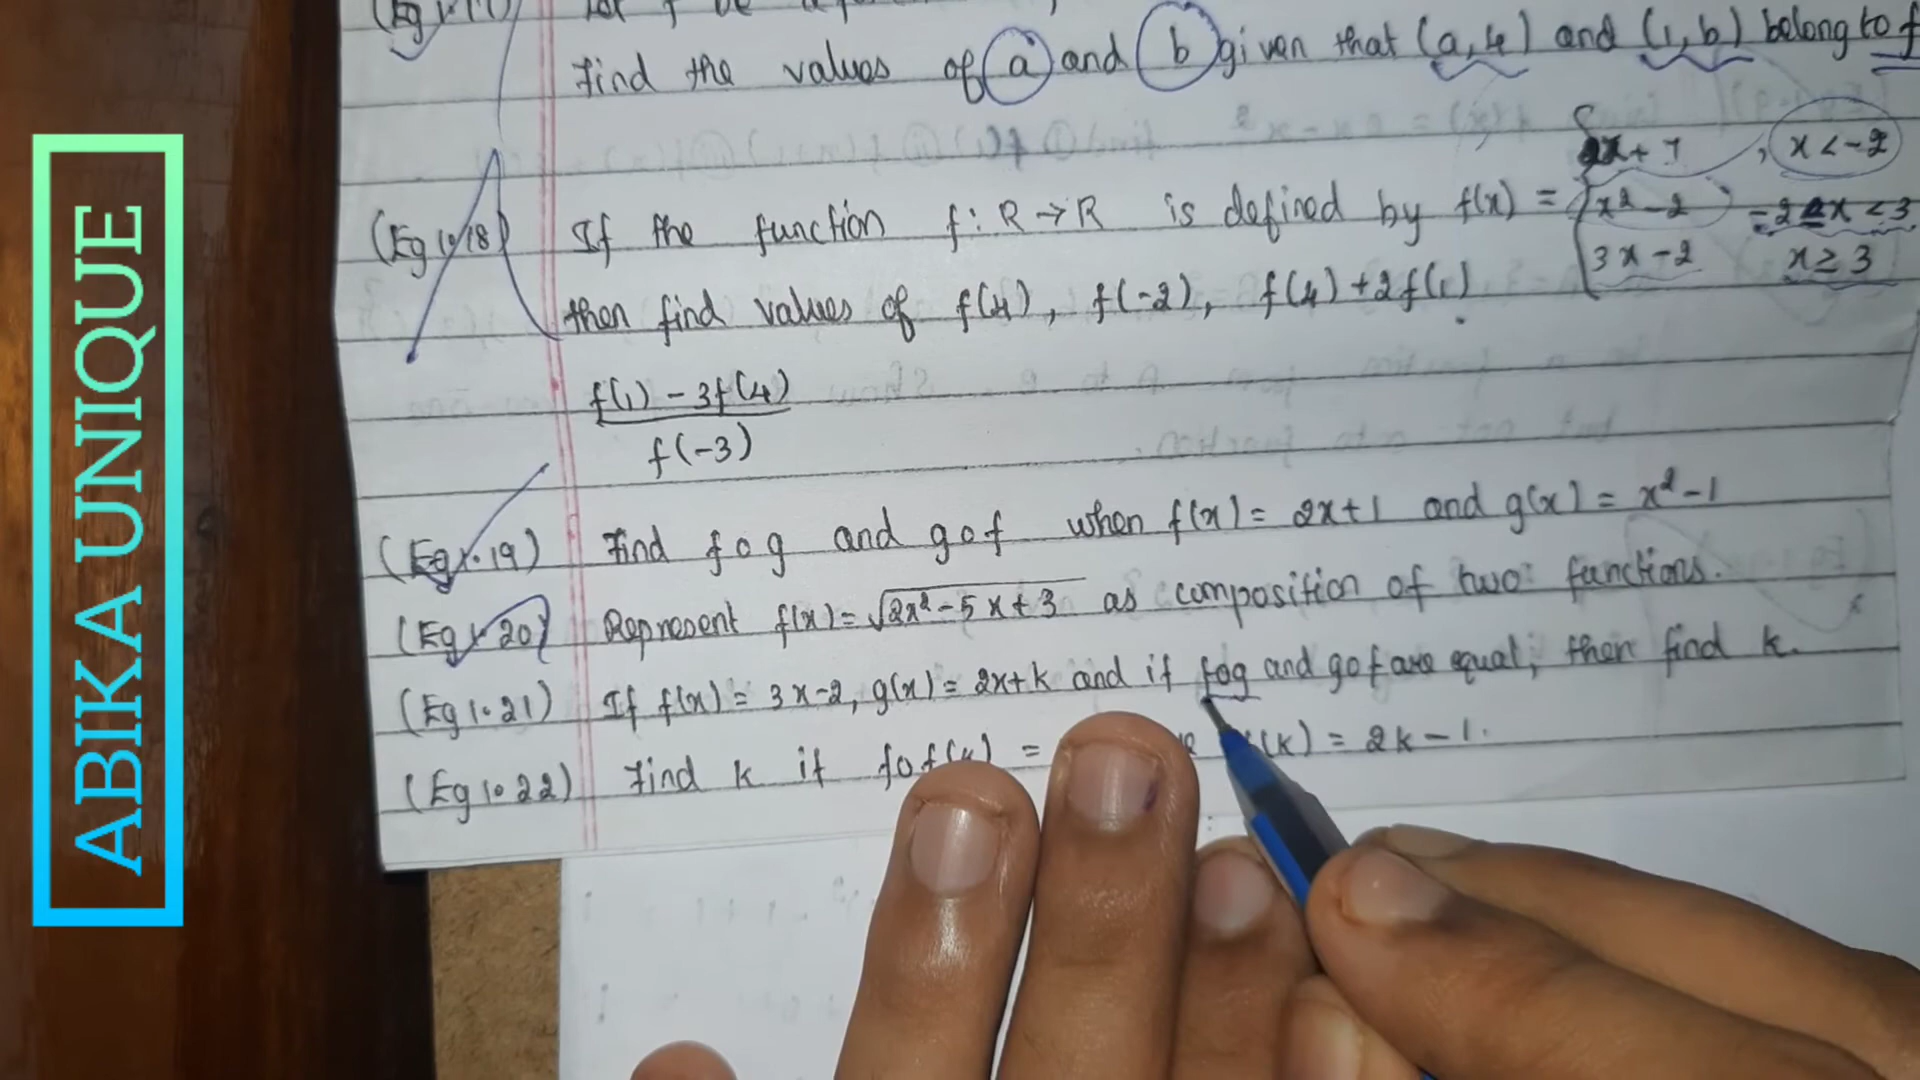 ABIKA UNIQUE
Find the values of a and b given that (a,4) and (1,b) belong to f
(Eg 1.18) If the function f : R → R is defined by f(x) = { 2x + 7 , x < -2
x² - 2 -2 ≤ x < 3
3x - 2 x ≥ 3
then find values of f(4), f(-2), f(4)+2f(1)
f(1) - 3f(4)
f(-3)
(Eg 1.19) Find fog and gof when f(x) = 2x+1 and g(x) = x²-1
(Eg 1.20) Represent f(x) = √2x²-5x+3 as composition of two functions.
(Eg 1.21) If f(x) = 3x-2, g(x) = 2x+k and if fog and gof are equal, then find k.
(Eg 1.22) Find k if fof(k) = (k) = 2k-1.